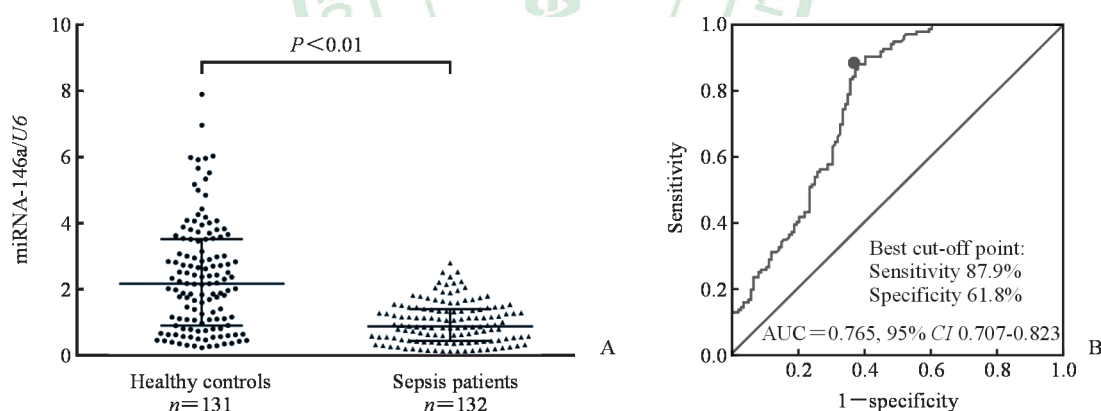 10
8
6
4
2
0
miRNA-146a/U6
P＜0.01
Healthy controls
n＝131
Sepsis patients
n＝132
A
1.0
0.8
0.6
0.4
0.2
0.0
Sensitivity
Best cut-off point:
Sensitivity 87.9%
Specificity 61.8%
AUC＝0.765, 95% CI 0.707-0.823
0.2 0.4 0.6 0.8 1.0
1－specificity
B